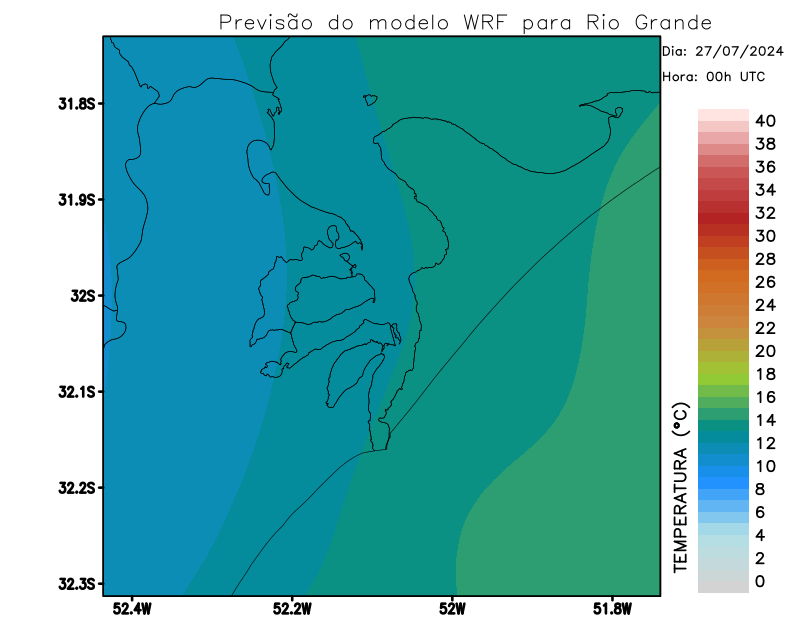 Previsão do modelo WRF para Rio Grande
Dia: 27/07/2024
Hora: 00h UTC
31.8S
31.9S
32S
32.1S
32.2S
32.3S
52.4W
52.2W
52W
51.8W
TEMPERATURA (°C)
40
38
36
34
32
30
28
26
24
22
20
18
16
14
12
10
8
6
4
2
0